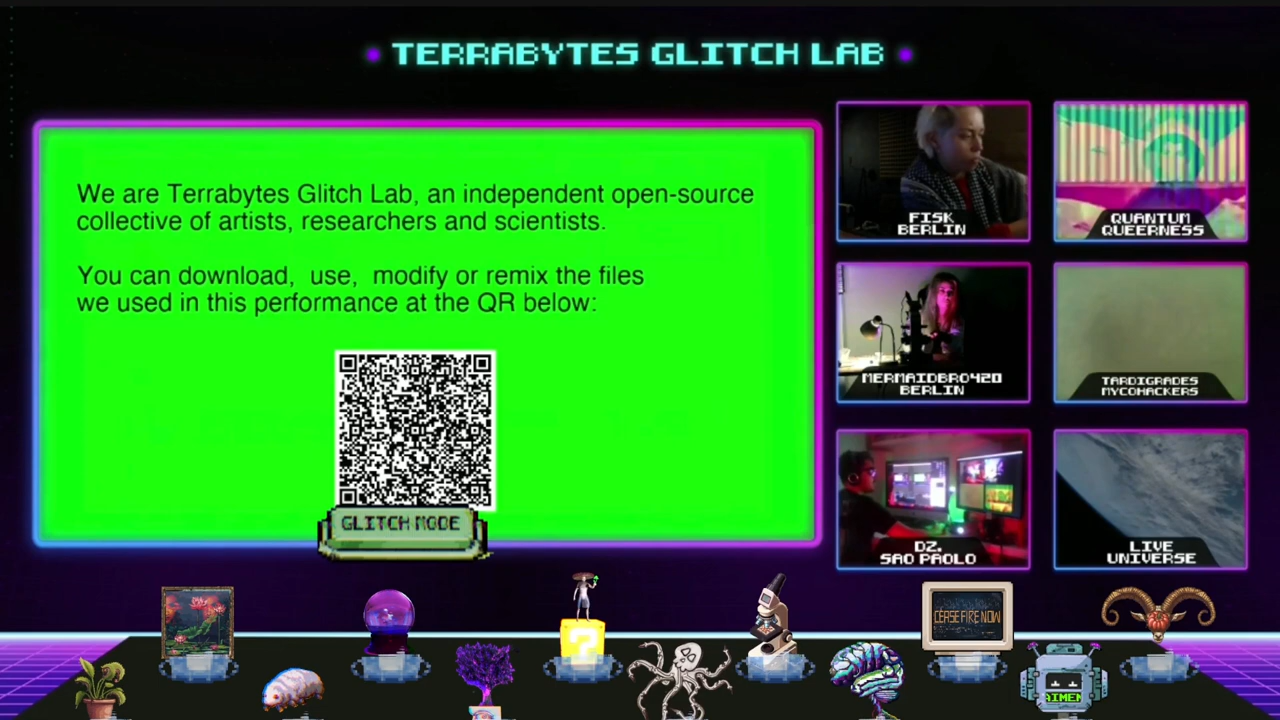 TERRABYTES GLITCH LAB
We are Terrabytes Glitch Lab, an independent open-source
collective of artists, researchers and scientists.
You can download, use, modify or remix the files
we used in this performance at the QR below:
GLITCH MODE
FISK
BERLIN
QUANTUM
QUEERNESS
MERMAIDBRO420
BERLIN
TARDIGRADES
MYCOHACKERS
DZ.
SAO PAOLO
LIVE
UNIVERSE
?
CEASE FIRE NOW